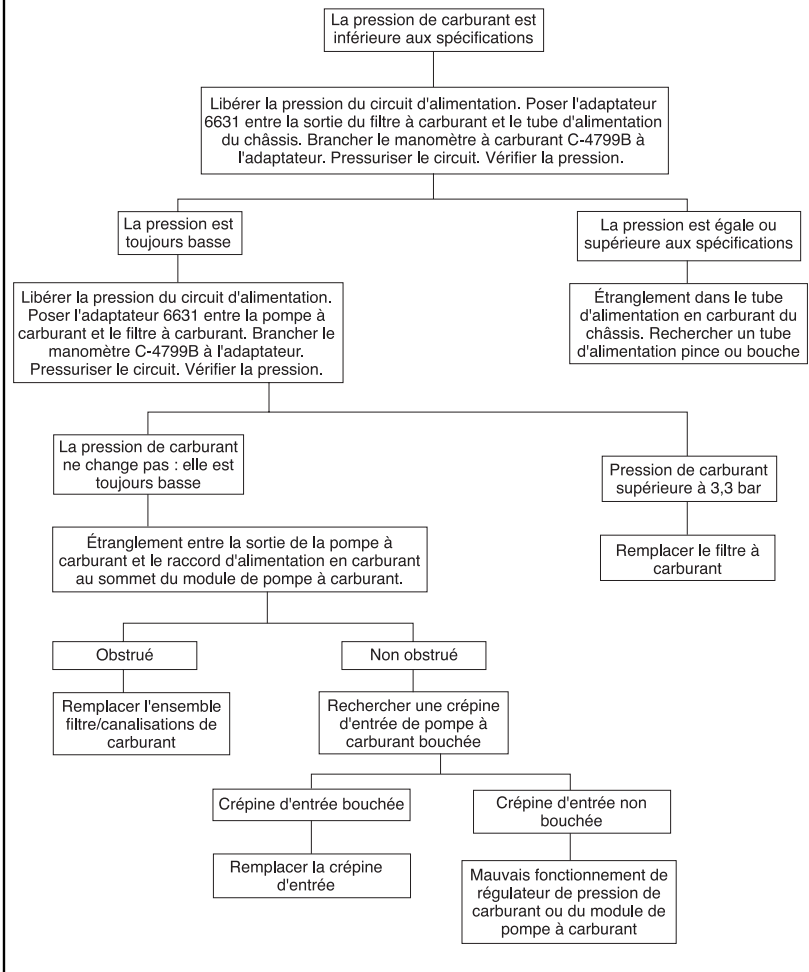 La pression de carburant est
inférieure aux spécifications
Libérer la pression du circuit d'alimentation. Poser l'adaptateur
6631 entre la sortie du filtre à carburant et le tube d'alimentation
du châssis. Brancher le manomètre à carburant C-4799B à
l'adaptateur. Pressuriser le circuit. Vérifier la pression.
La pression est
toujours basse
La pression est égale ou
supérieure aux spécifications
Libérer la pression du circuit d'alimentation.
Poser l'adaptateur 6631 entre la pompe à
carburant et le filtre à carburant. Brancher le
manomètre C-4799B à l'adaptateur.
Pressuriser le circuit. Vérifier la pression.
Étranglement dans le tube
d'alimentation en carburant du
châssis. Rechercher un tube
d'alimentation pince ou bouche
La pression de carburant
ne change pas : elle est
toujours basse
Pression de carburant
supérieure à 3,3 bar
Étranglement entre la sortie de la pompe à
carburant et le raccord d'alimentation en carburant
au sommet du module de pompe à carburant.
Remplacer le filtre à
carburant
Obstrué
Non obstrué
Remplacer l'ensemble
filtre/canalisations de
carburant
Rechercher une crépine
d'entrée de pompe à
carburant bouchée
Crépine d'entrée bouchée
Crépine d'entrée non
bouchée
Remplacer la crépine
d'entrée
Mauvais fonctionnement de
régulateur de pression de
carburant ou du module de
pompe à carburant